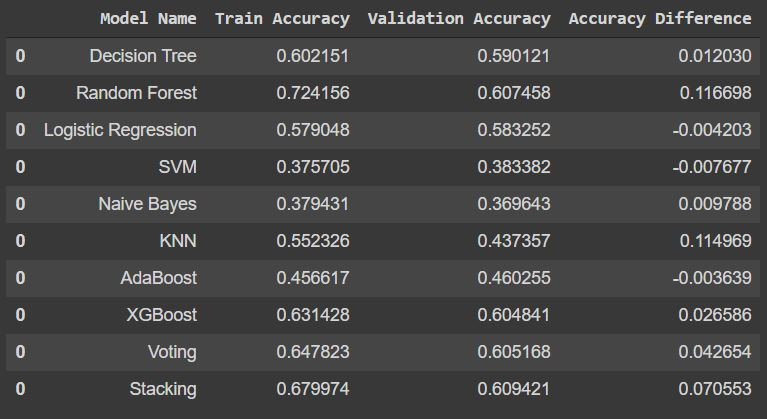 Model Name Train Accuracy Validation Accuracy Accuracy Difference
0 Decision Tree 0.602151 0.590121 0.012030
0 Random Forest 0.724156 0.607458 0.116698
0 Logistic Regression 0.579048 0.583252 -0.004203
0 SVM 0.375705 0.383382 -0.007677
0 Naive Bayes 0.379431 0.369643 0.009788
0 KNN 0.552326 0.437357 0.114969
0 AdaBoost 0.456617 0.460255 -0.003639
0 XGBoost 0.631428 0.604841 0.026586
0 Voting 0.647823 0.605168 0.042654
0 Stacking 0.679974 0.609421 0.070553